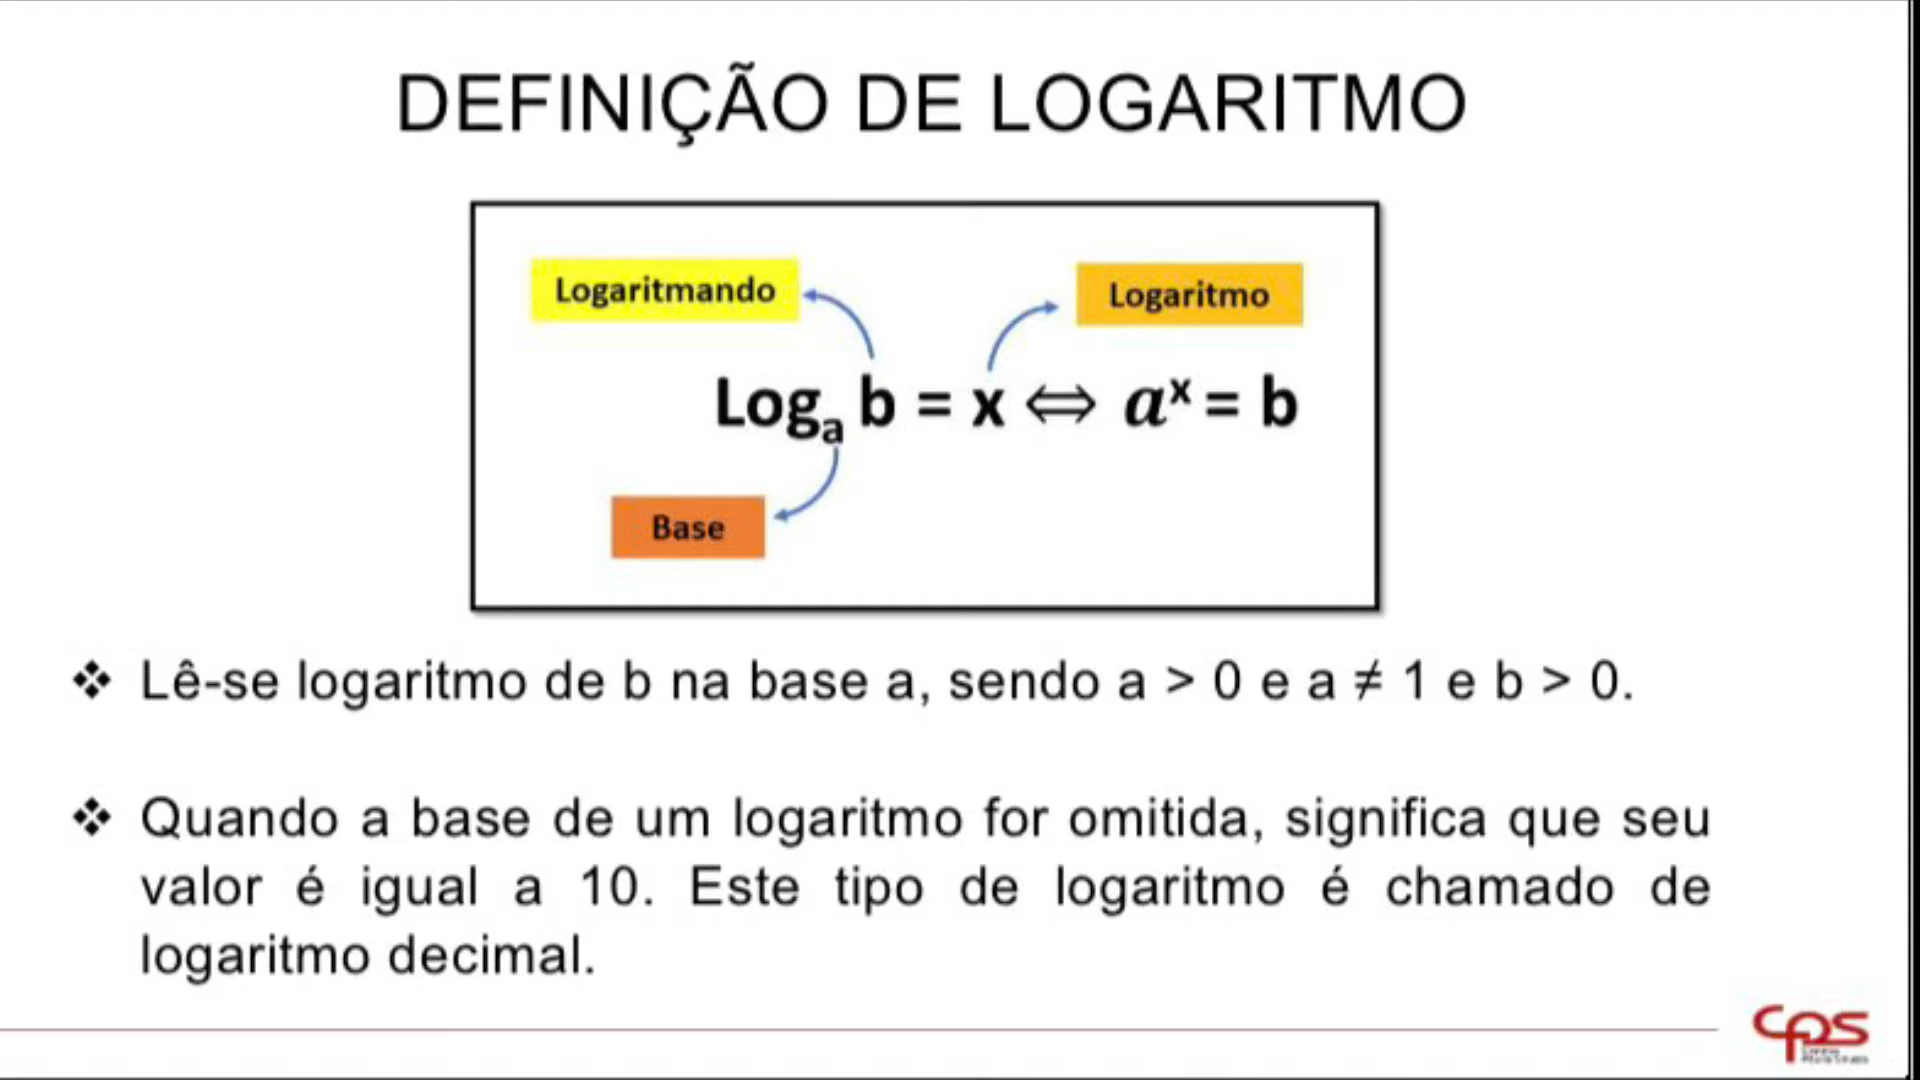 DEFINIÇÃO DE LOGARITMO
Logaritmando
Logaritmo
Logₐ b = x ⇔ aˣ = b
Base
❖ Lê-se logaritmo de b na base a, sendo a > 0 e a ≠ 1 e b > 0.
❖ Quando a base de um logaritmo for omitida, significa que seu
valor é igual a 10. Este tipo de logaritmo é chamado de
logaritmo decimal.
cps